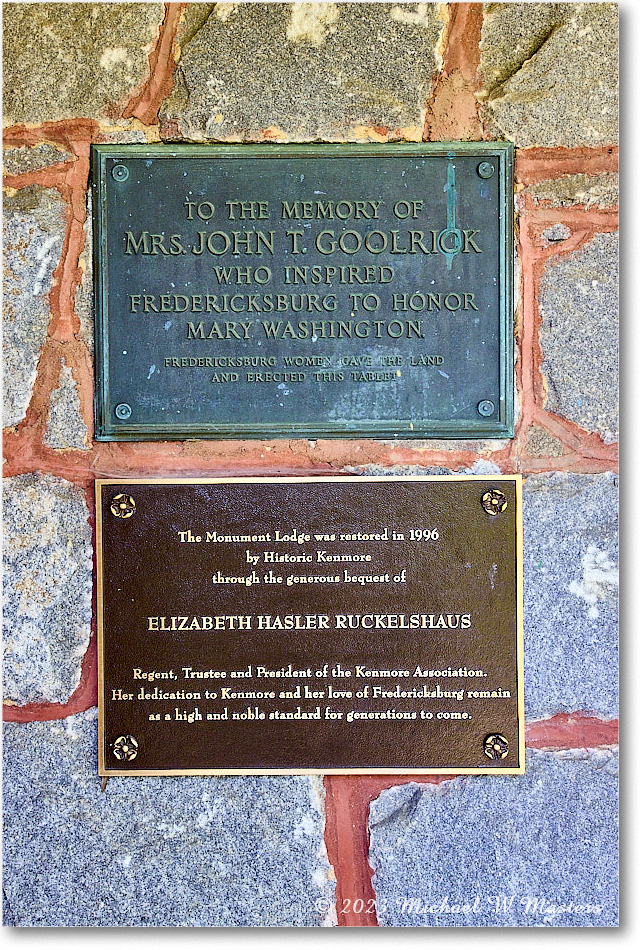 TO THE MEMORY OF
MRS. JOHN T. GOOLRICK
WHO INSPIRED
FREDERICKSBURG TO HONOR
MARY WASHINGTON
FREDERICKSBURG WOMEN GAVE THE LAND
AND ERECTED THIS TABLET
The Monument Lodge was restored in 1996
by Historic Kenmore
through the generous bequest of
ELIZABETH HASLER RUCKELSHAUS
Regent, Trustee and President of the Kenmore Association.
Her dedication to Kenmore and her love of Fredericksburg remain
as a high and noble standard for generations to come.
© 2023 Michael W Masters